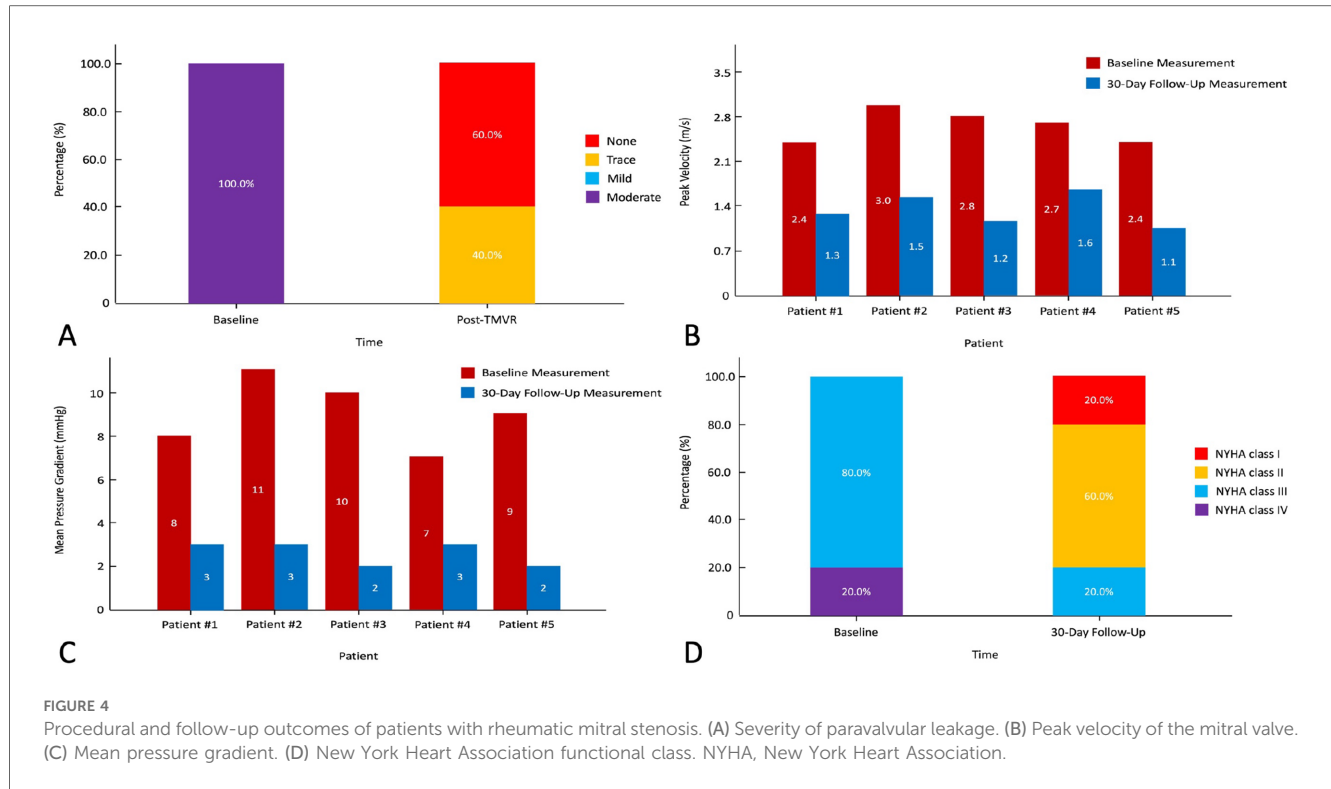 100.0
80.0
60.0
40.0
20.0
0
Percentage (%)
100.0%
60.0%
40.0%
None
Trace
Mild
Moderate
Baseline
Post-TMVR
Time
A
3.5
2.8
2.1
1.4
0.7
0
Peak Velocity (m/s)
Baseline Measurement
30-Day Follow-Up Measurement
2.4
1.3
3.0
1.5
2.8
1.2
2.7
1.6
2.4
1.1
Patient #1
Patient #2
Patient #3
Patient #4
Patient #5
Patient
B
10
8
6
4
2
0
Mean Pressure Gradient (mmHg)
Baseline Measurement
30-Day Follow-Up Measurement
8
3
11
3
10
2
7
3
9
2
Patient #1
Patient #2
Patient #3
Patient #4
Patient #5
Patient
C
100.0
80.0
60.0
40.0
20.0
0
Percentage (%)
80.0%
20.0%
20.0%
60.0%
20.0%
NYHA class I
NYHA class II
NYHA class III
NYHA class IV
Baseline
30-Day Follow-Up
Time
D
FIGURE 4
Procedural and follow-up outcomes of patients with rheumatic mitral stenosis. (A) Severity of paravalvular leakage. (B) Peak velocity of the mitral valve.
(C) Mean pressure gradient. (D) New York Heart Association functional class. NYHA, New York Heart Association.